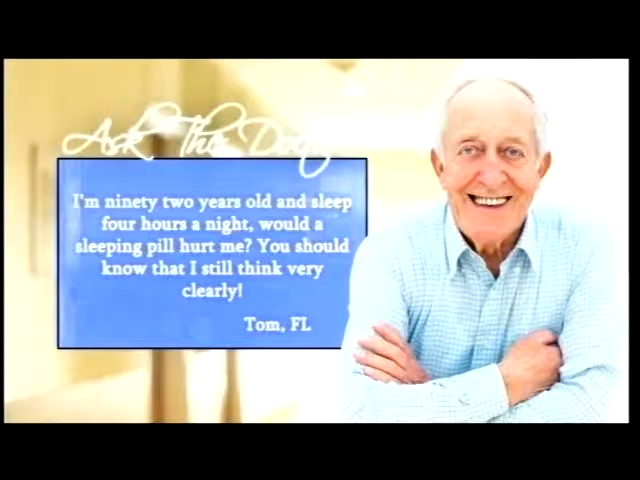 Ask The
I'm ninety two years old and sleep
four hours a night, would a
sleeping pill hurt me? You should
know that I still think very
clearly!
Tom, FL